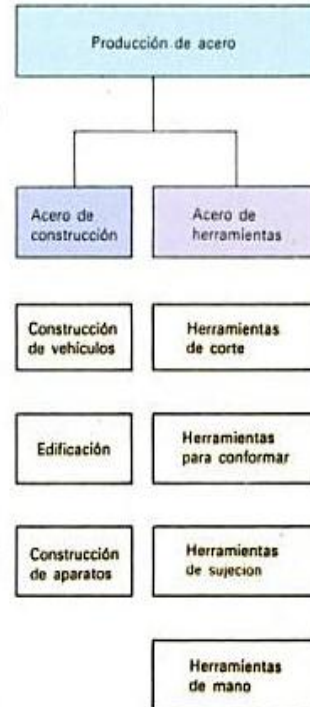 Producción de acero
Acero de
construcción
Acero de
herramientas
Construcción
de vehículos
Herramientas
de corte
Edificación
Herramientas
para conformar
Construcción
de aparatos
Herramientas
de sujeción
Herramientas
de mano